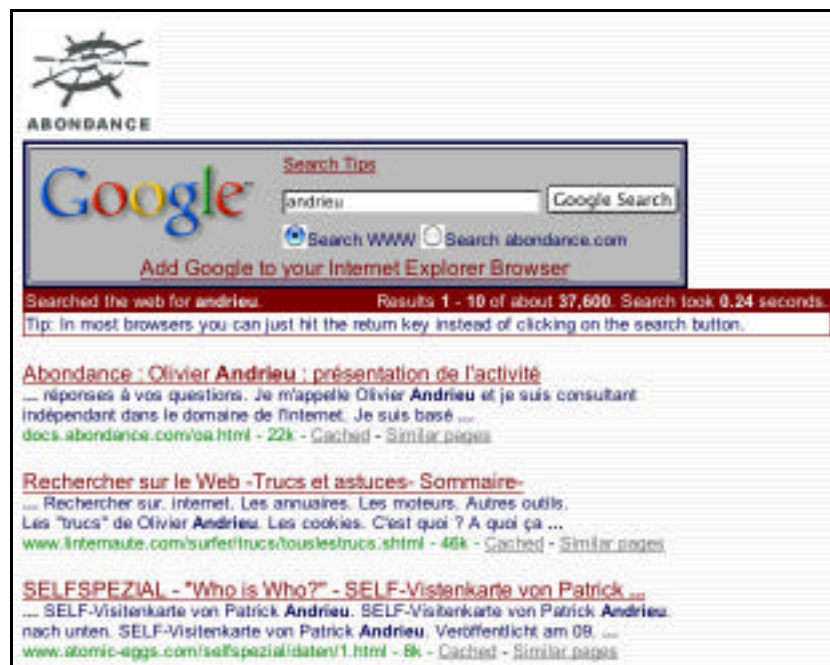 ABONDANCE
Google™
Search Tips
andrieu
Google Search
Search WWW Search abondance.com
Add Google to your Internet Explorer Browser
Searched the web for andrieu. Results 1 - 10 of about 37,600. Search took 0.24 seconds.
Tip: In most browsers you can just hit the return key instead of clicking on the search button.
Abondance : Olivier Andrieu : présentation de l'activité
... réponses à vos questions. Je m'appelle Olivier Andrieu et je suis consultant
indépendant dans le domaine de l'Internet. Je suis basé ...
docs.abondance.com/oa.html - 22k - Cached - Similar pages
Rechercher sur le Web -Trucs et astuces- Sommaire-
... Rechercher sur. internet. Les annuaires. Les moteurs. Autres outils.
Les "trucs" de Olivier Andrieu. Les cookies. C'est quoi ? A quoi ça ...
www.linternaute.com/surfer/trucs/touslestrucs.shtml - 46k - Cached - Similar pages
SELFSPEZIAL - "Who is Who?" - SELF-Vistenkarte von Patrick ...
... SELF-Visitenkarte von Patrick Andrieu. SELF-Visitenkarte von Patrick Andrieu.
nach unten. SELF-Visitenkarte von Patrick Andrieu. Veröffentlicht am 09. ...
www.atomic-eggs.com/selfspezial/daten/1.html - 8k - Cached - Similar pages